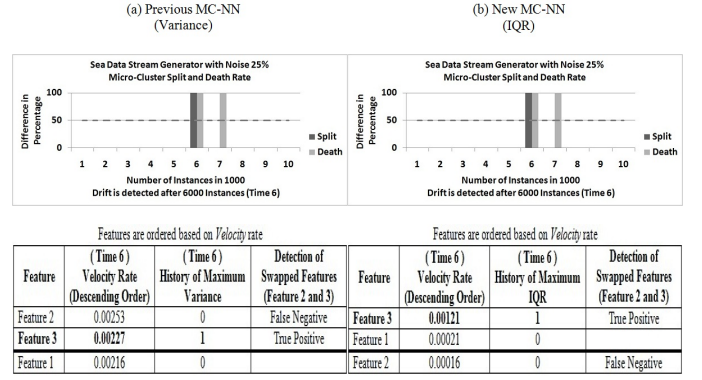 (a) Previous MC-NN
(Variance)
Sea Data Stream Generator with Noise 25%
Micro-Cluster Split and Death Rate
Difference in
Percentage
100
50
0
1 2 3 4 5 6 7 8 9 10
Split
Death
Number of Instances in 1000
Drift is detected after 6000 Instances (Time 6)
(b) New MC-NN
(IQR)
Sea Data Stream Generator with Noise 25%
Micro-Cluster Split and Death Rate
Difference in
Percentage
100
50
0
1 2 3 4 5 6 7 8 9 10
Split
Death
Number of Instances in 1000
Drift is detected after 6000 Instances (Time 6)
Features are ordered based on Velocity rate
Feature
(Time 6)
Velocity Rate
(Descending Order)
(Time 6)
History of Maximum
Variance
Detection of
Swapped Features
(Feature 2 and 3)
Feature 2 0.00253 0 False Negative
Feature 3 0.00227 1 True Positive
Feature 1 0.00216 0
Features are ordered based on Velocity rate
Feature
(Time 6)
Velocity Rate
(Descending Order)
(Time 6)
History of Maximum
IQR
Detection of
Swapped Features
(Feature 2 and 3)
Feature 3 0.00121 1 True Positive
Feature 1 0.00021 0
Feature 2 0.00016 0 False Negative